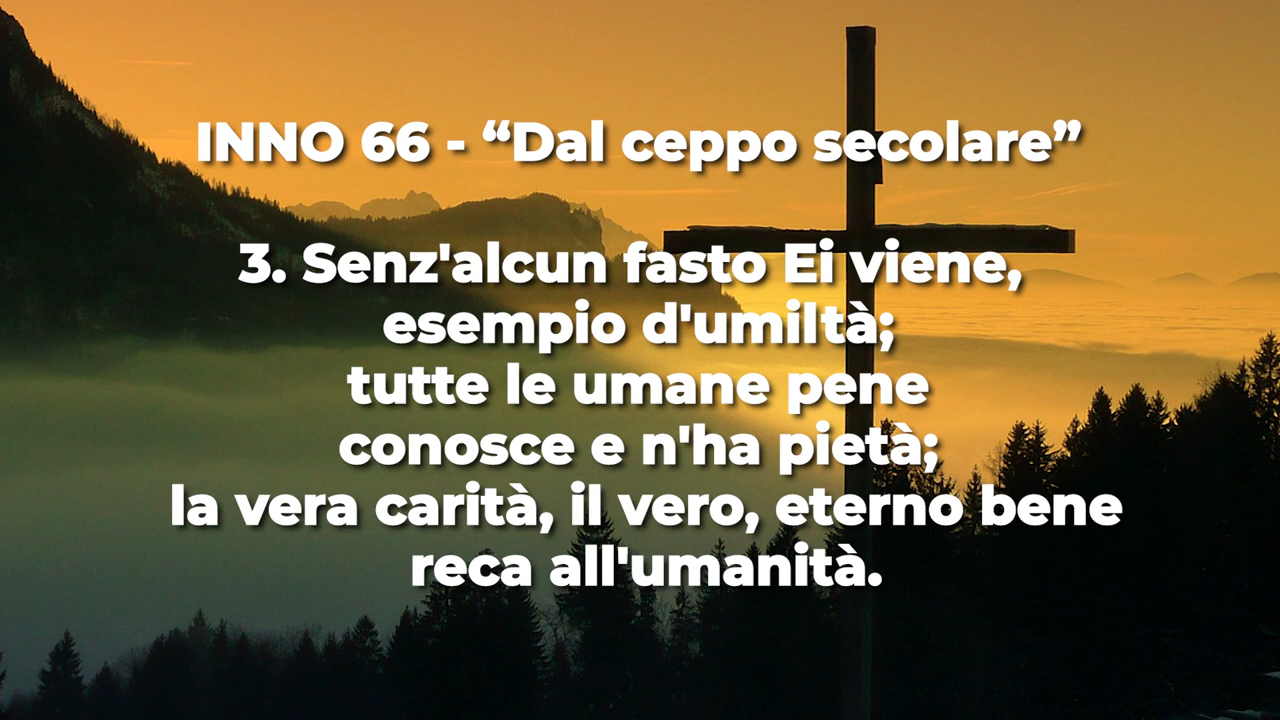 INNO 66 - “Dal ceppo secolare”
3. Senz'alcun fasto Ei viene,
esempio d'umiltà;
tutte le umane pene
conosce e n'ha pietà;
la vera carità, il vero, eterno bene
reca all'umanità.